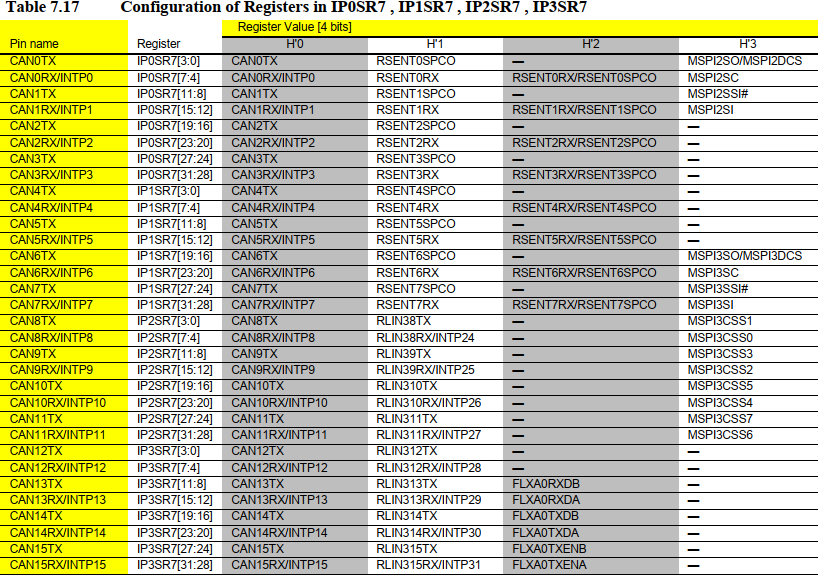 Table 7.17 Configuration of Registers in IP0SR7 , IP1SR7 , IP2SR7 , IP3SR7
Register Value [4 bits]
Pin name Register H'0 H'1 H'2 H'3
CAN0TX IP0SR7[3:0] CAN0TX RSENT0SPCO — MSPI2SO/MSPI2DCS
CAN0RX/INTP0 IP0SR7[7:4] CAN0RX/INTP0 RSENT0RX RSENT0RX/RSENT0SPCO MSPI2SC
CAN1TX IP0SR7[11:8] CAN1TX RSENT1SPCO — MSPI2SSI#
CAN1RX/INTP1 IP0SR7[15:12] CAN1RX/INTP1 RSENT1RX RSENT1RX/RSENT1SPCO MSPI2SI
CAN2TX IP0SR7[19:16] CAN2TX RSENT2SPCO — —
CAN2RX/INTP2 IP0SR7[23:20] CAN2RX/INTP2 RSENT2RX RSENT2RX/RSENT2SPCO —
CAN3TX IP0SR7[27:24] CAN3TX RSENT3SPCO — —
CAN3RX/INTP3 IP0SR7[31:28] CAN3RX/INTP3 RSENT3RX RSENT3RX/RSENT3SPCO —
CAN4TX IP1SR7[3:0] CAN4TX RSENT4SPCO — —
CAN4RX/INTP4 IP1SR7[7:4] CAN4RX/INTP4 RSENT4RX RSENT4RX/RSENT4SPCO —
CAN5TX IP1SR7[11:8] CAN5TX RSENT5SPCO — —
CAN5RX/INTP5 IP1SR7[15:12] CAN5RX/INTP5 RSENT5RX RSENT5RX/RSENT5SPCO —
CAN6TX IP1SR7[19:16] CAN6TX RSENT6SPCO — MSPI3SO/MSPI3DCS
CAN6RX/INTP6 IP1SR7[23:20] CAN6RX/INTP6 RSENT6RX RSENT6RX/RSENT6SPCO MSPI3SC
CAN7TX IP1SR7[27:24] CAN7TX RSENT7SPCO — MSPI3SSI#
CAN7RX/INTP7 IP1SR7[31:28] CAN7RX/INTP7 RSENT7RX RSENT7RX/RSENT7SPCO MSPI3SI
CAN8TX IP2SR7[3:0] CAN8TX RLIN38TX — MSPI3CSS1
CAN8RX/INTP8 IP2SR7[7:4] CAN8RX/INTP8 RLIN38RX/INTP24 — MSPI3CSS0
CAN9TX IP2SR7[11:8] CAN9TX RLIN39TX — MSPI3CSS3
CAN9RX/INTP9 IP2SR7[15:12] CAN9RX/INTP9 RLIN39RX/INTP25 — MSPI3CSS2
CAN10TX IP2SR7[19:16] CAN10TX RLIN310TX — MSPI3CSS5
CAN10RX/INTP10 IP2SR7[23:20] CAN10RX/INTP10 RLIN310RX/INTP26 — MSPI3CSS4
CAN11TX IP2SR7[27:24] CAN11TX RLIN311TX — MSPI3CSS7
CAN11RX/INTP11 IP2SR7[31:28] CAN11RX/INTP11 RLIN311RX/INTP27 — MSPI3CSS6
CAN12TX IP3SR7[3:0] CAN12TX RLIN312TX — —
CAN12RX/INTP12 IP3SR7[7:4] CAN12RX/INTP12 RLIN312RX/INTP28 — —
CAN13TX IP3SR7[11:8] CAN13TX RLIN313TX FLXA0RXDB —
CAN13RX/INTP13 IP3SR7[15:12] CAN13RX/INTP13 RLIN313RX/INTP29 FLXA0RXDA —
CAN14TX IP3SR7[19:16] CAN14TX RLIN314TX FLXA0TXDB —
CAN14RX/INTP14 IP3SR7[23:20] CAN14RX/INTP14 RLIN314RX/INTP30 FLXA0TXDA —
CAN15TX IP3SR7[27:24] CAN15TX RLIN315TX FLXA0TXENB —
CAN15RX/INTP15 IP3SR7[31:28] CAN15RX/INTP15 RLIN315RX/INTP31 FLXA0TXENA —